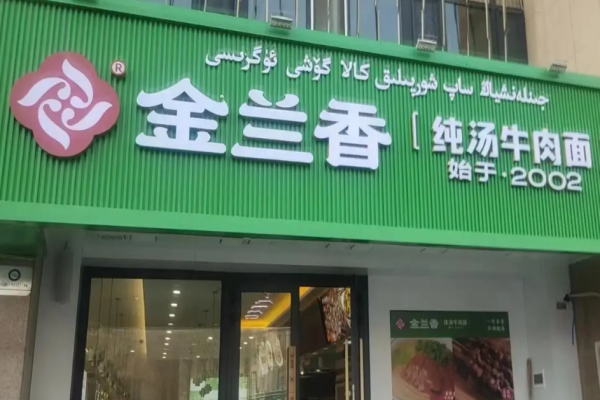 جىنلەنشياڭ ساپ شورپىلىق كالا گۆشى ئۈگرىسى
金兰香 [ 纯汤牛肉面
始于·2002
®
金兰香